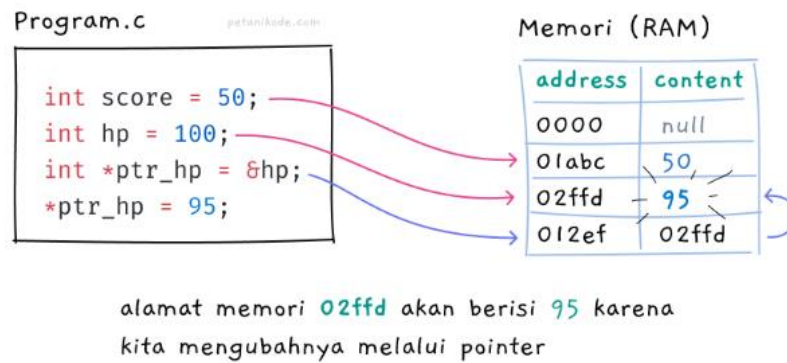 Program.c
petanikode.com
int score = 50;
int hp = 100;
int *ptr_hp = &hp;
*ptr_hp = 95;
Memori (RAM)
address content
0000 null
01abc 50
02ffd 95
012ef 02ffd
alamat memori 02ffd akan berisi 95 karena
kita mengubahnya melalui pointer